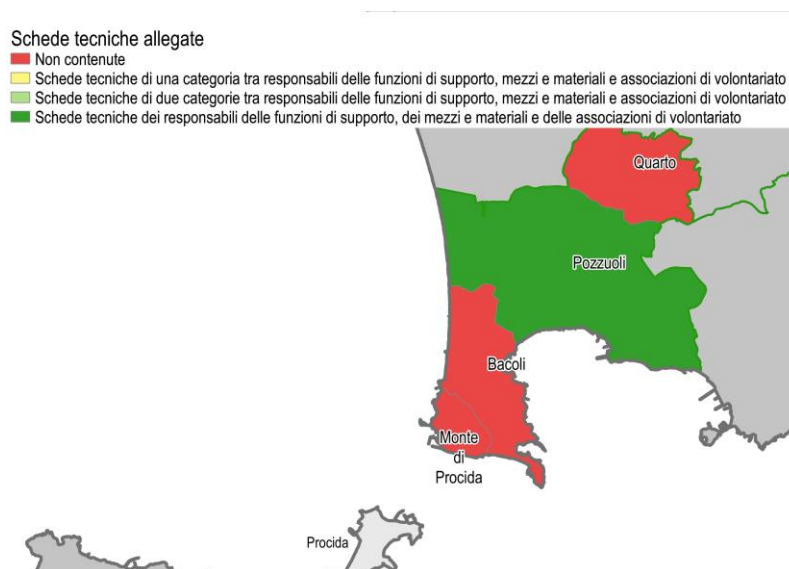 Schede tecniche allegate
Non contenute
Schede tecniche di una categoria tra responsabili delle funzioni di supporto, mezzi e materiali e associazioni di volontariato
Schede tecniche di due categorie tra responsabili delle funzioni di supporto, mezzi e materiali e associazioni di volontariato
Schede tecniche dei responsabili delle funzioni di supporto, dei mezzi e materiali e delle associazioni di volontariato
Quarto
Pozzuoli
Bacoli
Monte
di
Procida
Procida